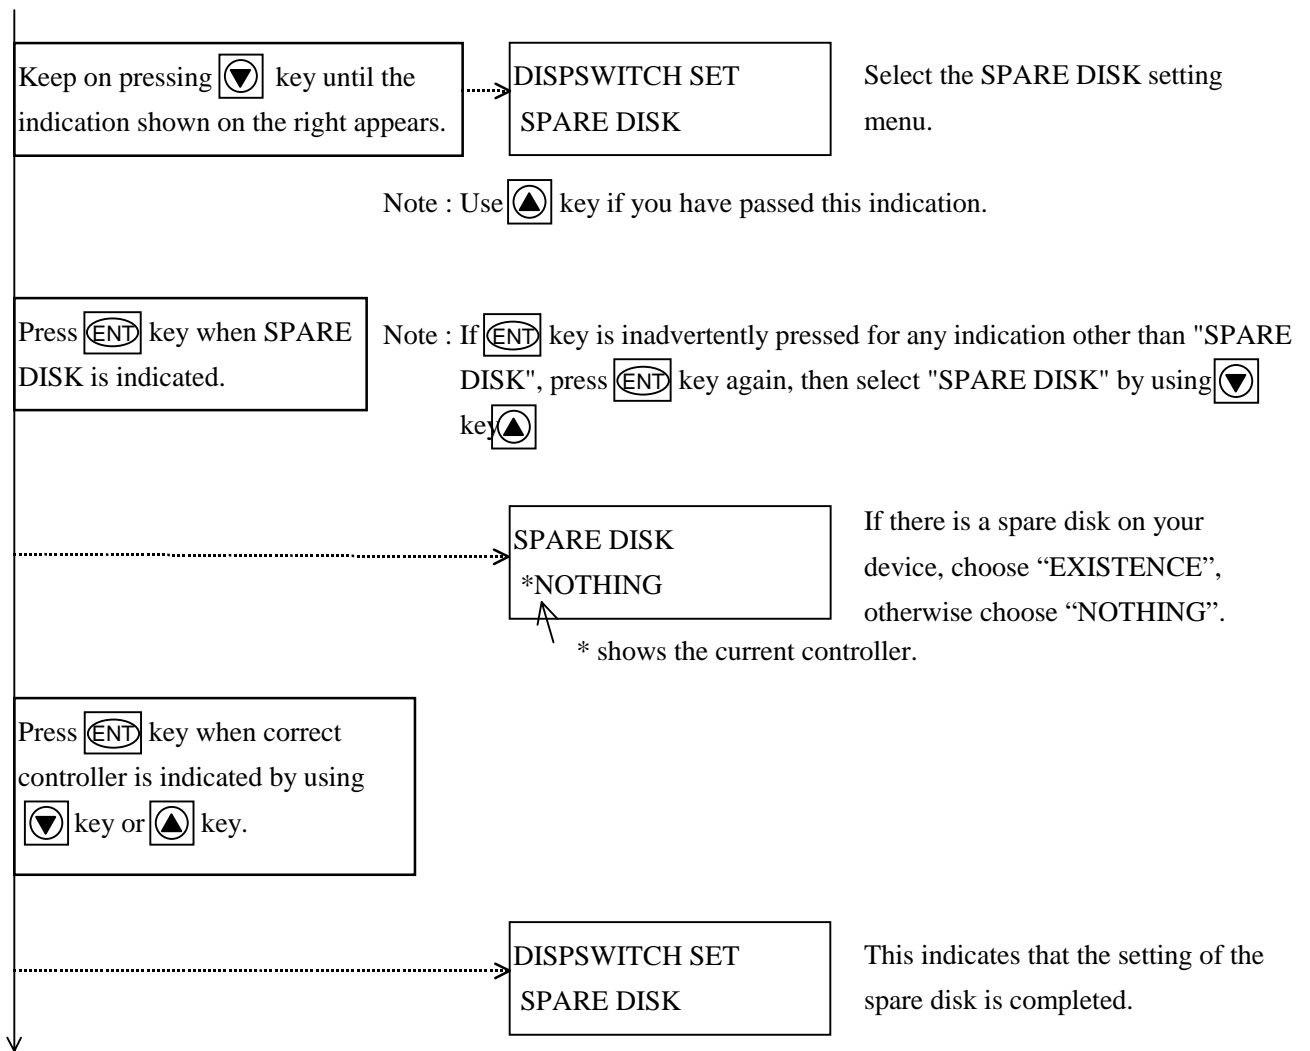 Keep on pressing ▼ key until the
indication shown on the right appears.
DISPSWITCH SET
SPARE DISK
Select the SPARE DISK setting
menu.
Note : Use ▲ key if you have passed this indication.
Press ENT key when SPARE
DISK is indicated.
Note : If ENT key is inadvertently pressed for any indication other than "SPARE
DISK", press ENT key again, then select "SPARE DISK" by using ▼
key ▲
SPARE DISK
*NOTHING
If there is a spare disk on your
device, choose “EXISTENCE”,
otherwise choose “NOTHING”.
* shows the current controller.
Press ENT key when correct
controller is indicated by using
▼ key or ▲ key.
DISPSWITCH SET
SPARE DISK
This indicates that the setting of the
spare disk is completed.